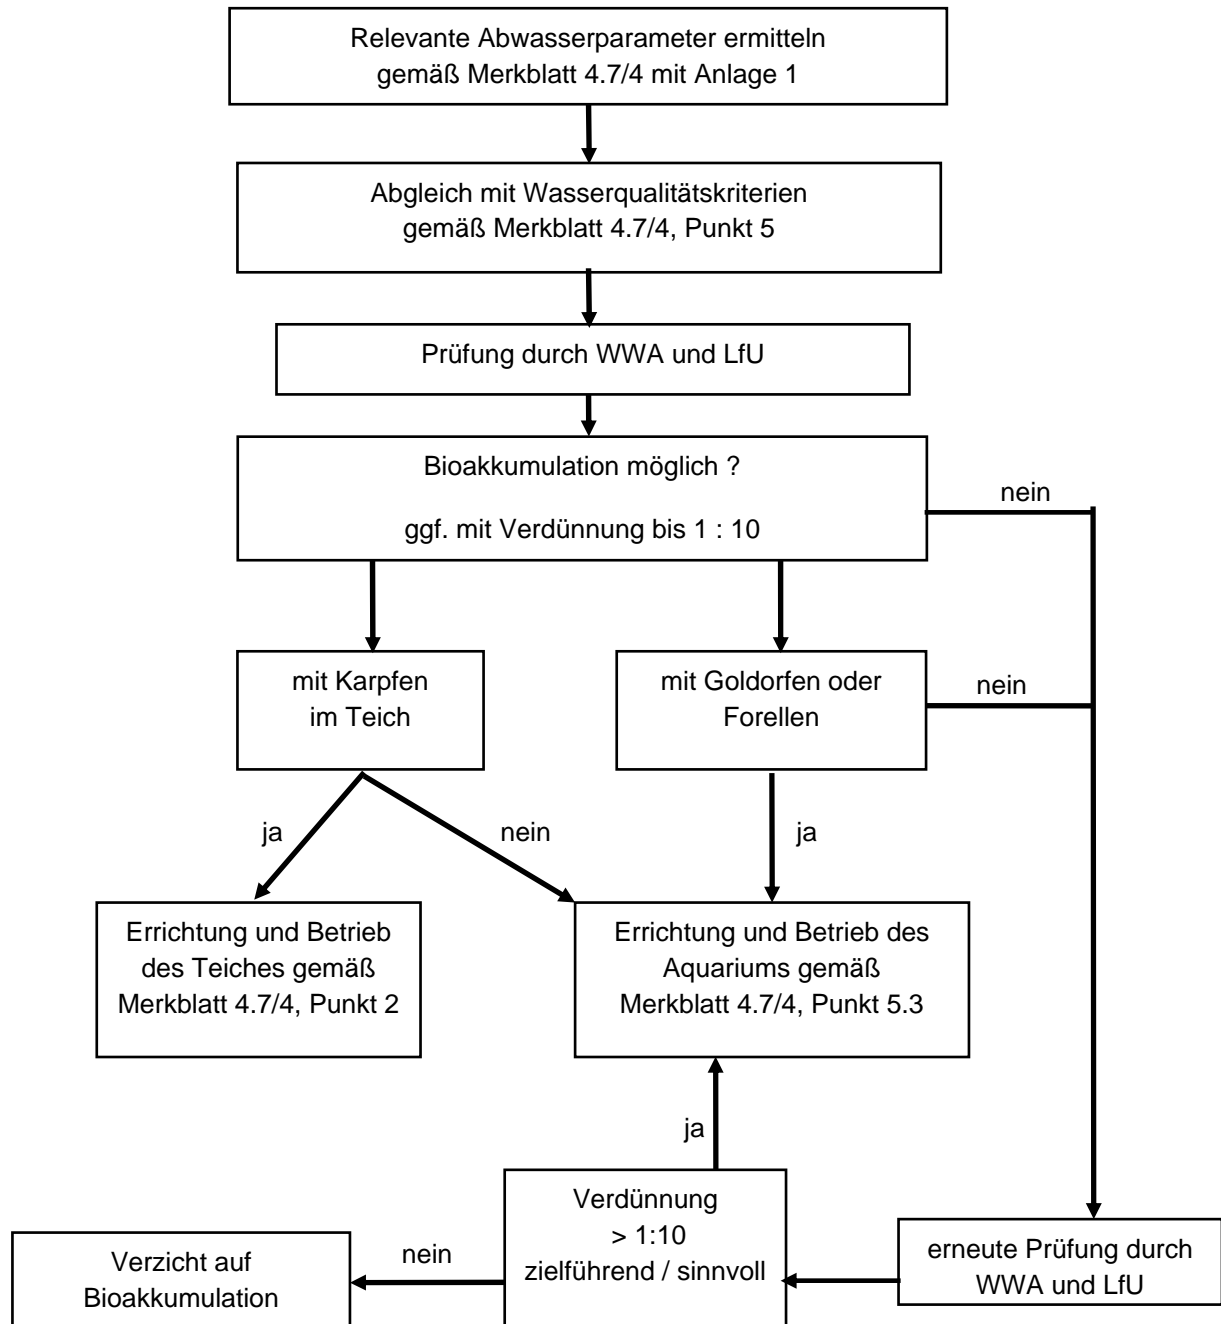 Relevante Abwasserparameter ermitteln
gemäß Merkblatt 4.7/4 mit Anlage 1
Abgleich mit Wasserqualitätskriterien
gemäß Merkblatt 4.7/4, Punkt 5
Prüfung durch WWA und LfU
Bioakkumulation möglich ?
ggf. mit Verdünnung bis 1 : 10
nein
mit Karpfen
im Teich
mit Goldorfen oder
Forellen
nein
ja
nein
ja
Errichtung und Betrieb
des Teiches gemäß
Merkblatt 4.7/4, Punkt 2
Errichtung und Betrieb des
Aquariums gemäß
Merkblatt 4.7/4, Punkt 5.3
ja
Verdünnung
> 1:10
zielführend / sinnvoll
nein
Verzicht auf
Bioakkumulation
erneute Prüfung durch
WWA und LfU